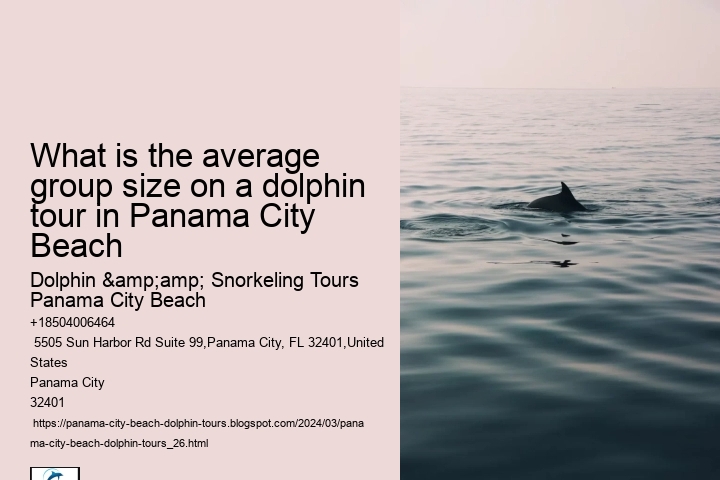 What is the average
group size on a dolphin
tour in Panama City
Beach
Dolphin &amp;amp; Snorkeling Tours
Panama City Beach
+18504006464
5505 Sun Harbor Rd Suite 99,Panama City, FL 32401,United
States
Panama City
32401
https://panama-city-beach-dolphin-tours.blogspot.com/2024/03/pana
ma-city-beach-dolphin-tours_26.html